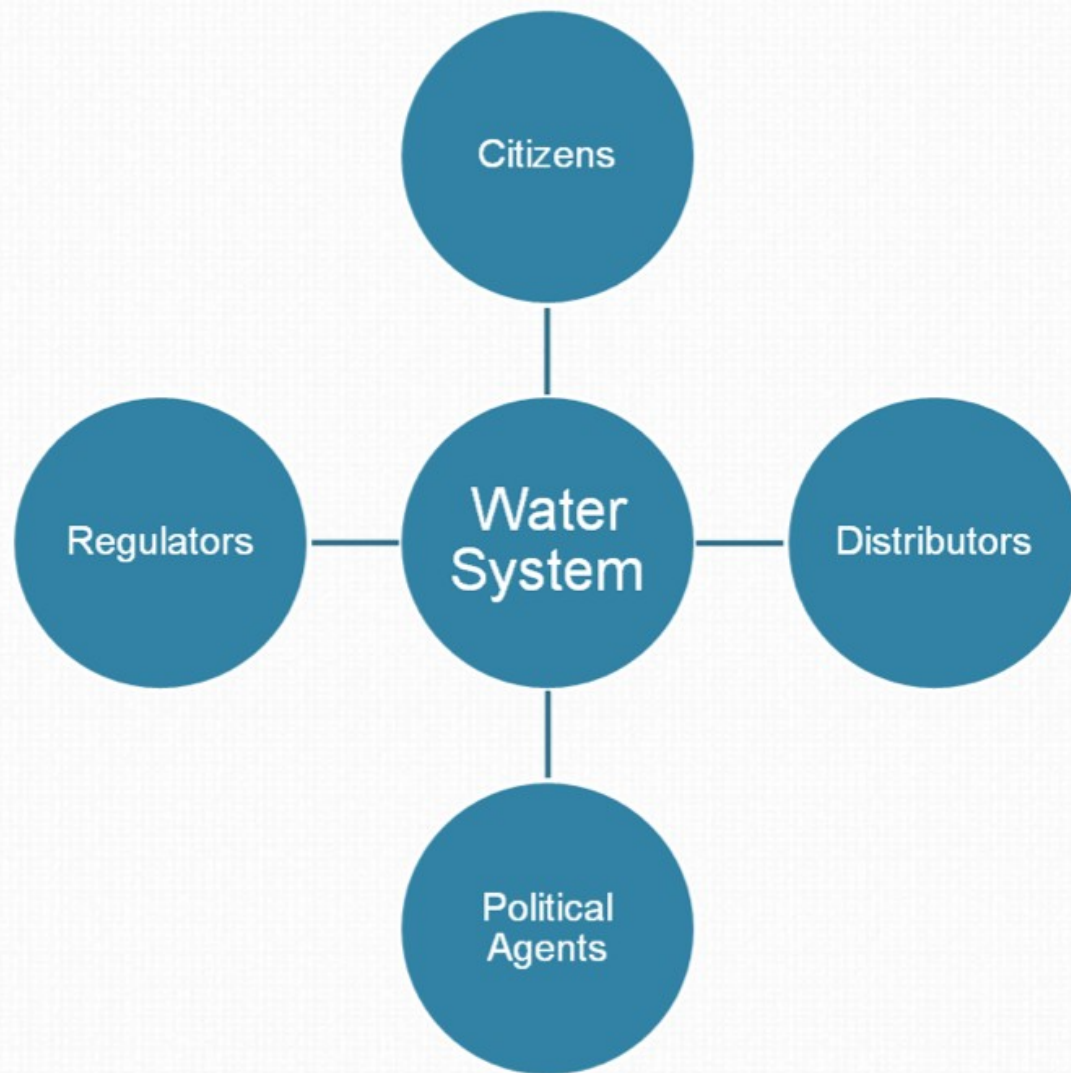 Citizens
Regulators
Water
System
Distributors
Political
Agents